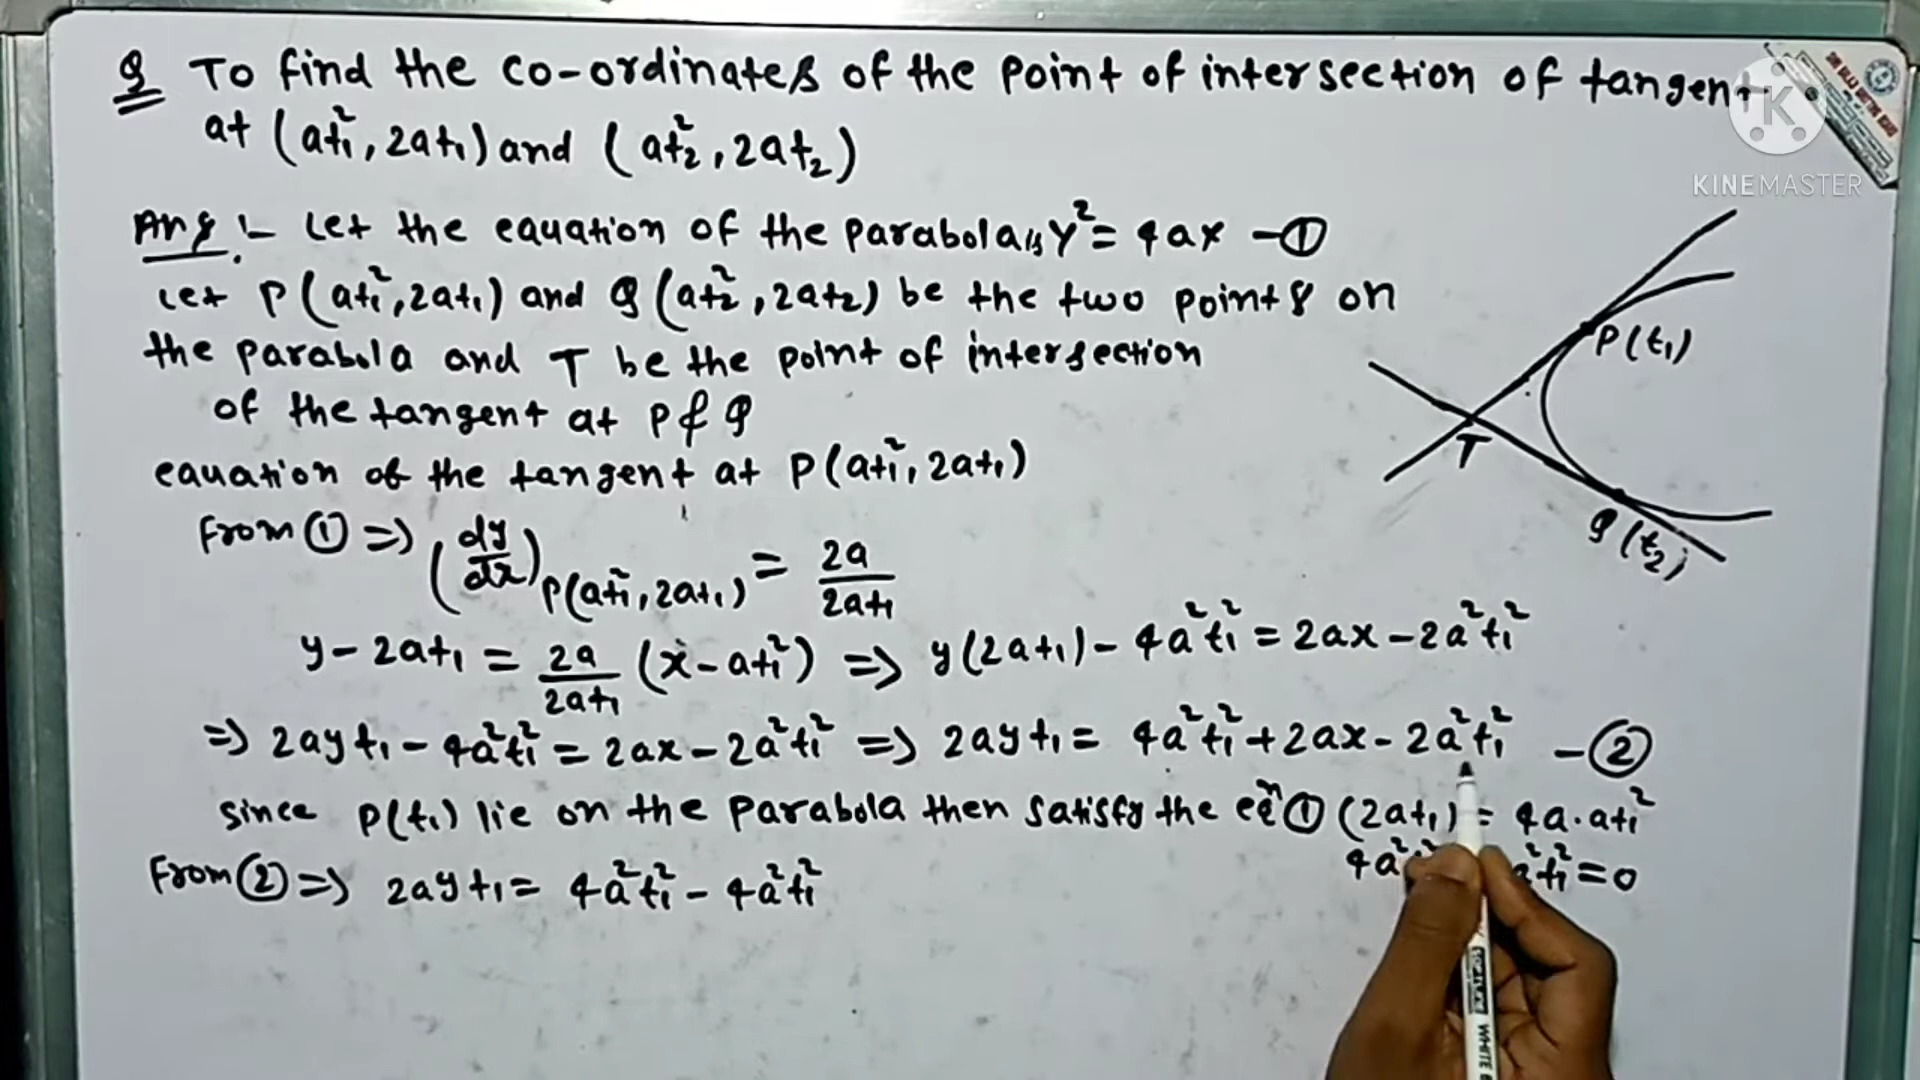 Q To find the co-ordinates of the point of intersection of tangent
at (at₁², 2at₁) and (at₂², 2at₂)
KINEMASTER
Ans :- Let the equation of the parabola is y² = 4ax - ①
Let P(at₁², 2at₁) and Q(at₂², 2at₂) be the two points on
the parabola and T be the point of intersection
of the tangent at P & Q
equation of the tangent at P(at₁², 2at₁)
From ① => (dy/dx) P(at₁², 2at₁) = 2a/2at₁
y - 2at₁ = 2a/2at₁ (x - at₁²) => y(2at₁) - 4a²t₁² = 2ax - 2a²t₁²
=> 2ayt₁ - 4a²t₁² = 2ax - 2a²t₁² => 2ayt₁ = 4a²t₁² + 2ax - 2a²t₁² - ②
since P(t₁) lie on the parabola then satisfy the eqⁿ ① (2at₁) = 4a·at₁²
4a² a²t₁² = 0
From ② => 2ayt₁ = 4a²t₁² - 4a²t₁²
P(t₁)
T
Q(t₂)